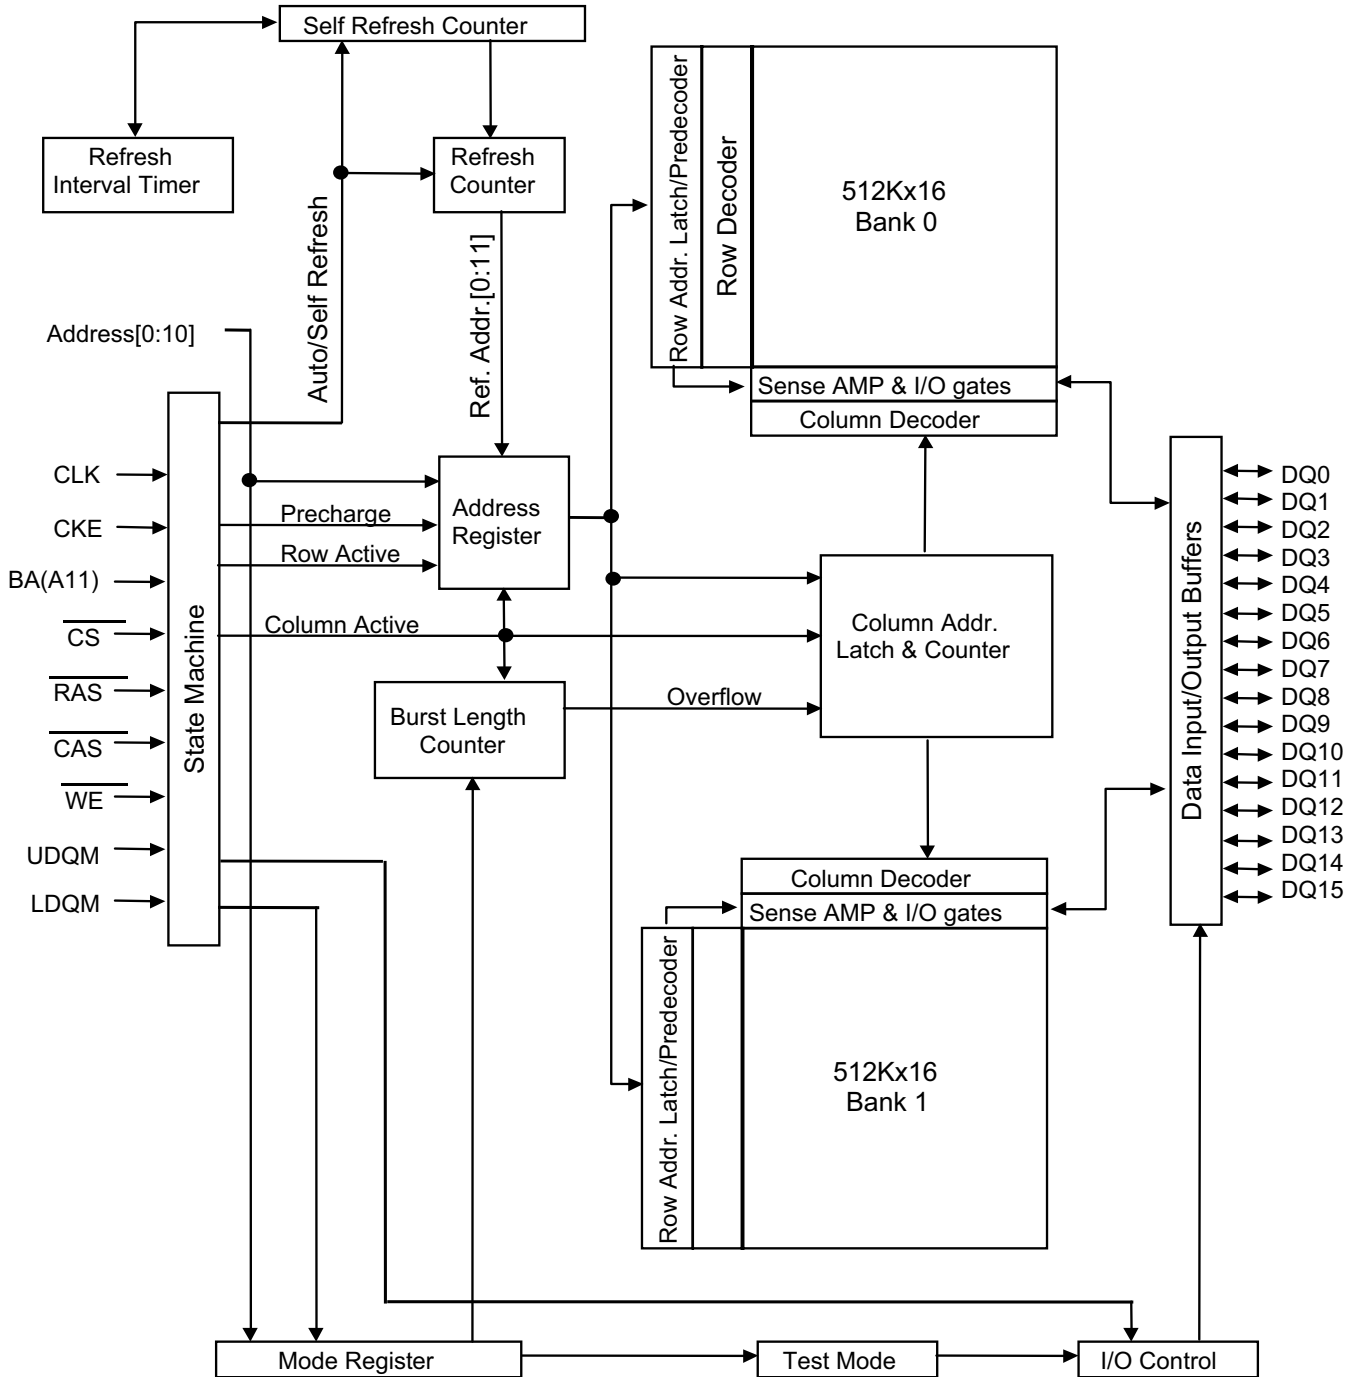 Self Refresh Counter
Refresh
Interval Timer
Refresh
Counter
Auto/Self Refresh
Ref. Addr.[0:11]
Row Addr. Latch/Predecoder
Row Decoder
512Kx16
Bank 0
Sense AMP & I/O gates
Column Decoder
Address[0:10]
CLK
CKE
BA(A11)
CS
RAS
CAS
WE
UDQM
LDQM
State Machine
Precharge
Row Active
Column Active
Address
Register
Burst Length
Counter
Overflow
Column Addr.
Latch & Counter
Data Input/Output Buffers
DQ0
DQ1
DQ2
DQ3
DQ4
DQ5
DQ6
DQ7
DQ8
DQ9
DQ10
DQ11
DQ12
DQ13
DQ14
DQ15
Column Decoder
Sense AMP & I/O gates
Row Addr. Latch/Predecoder
512Kx16
Bank 1
Mode Register
Test Mode
I/O Control